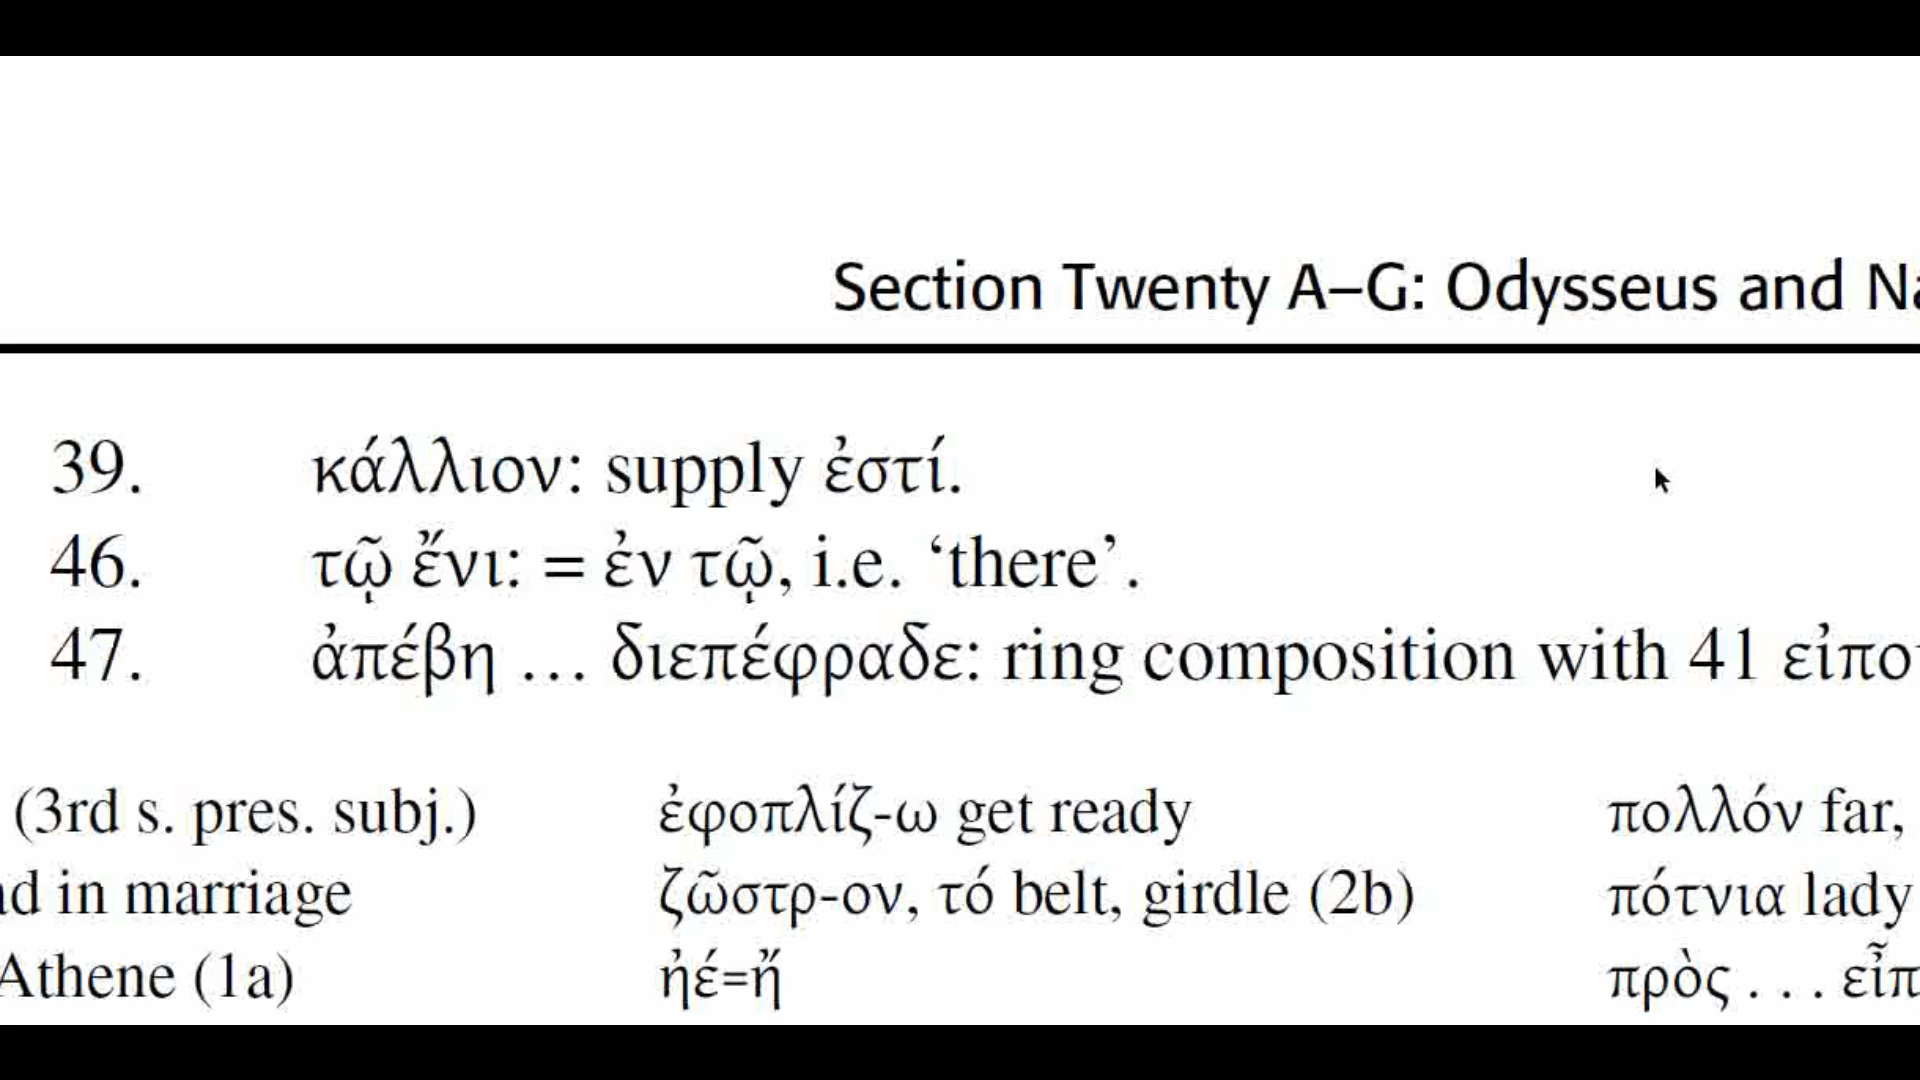 Section Twenty A–G: Odysseus and
39. κάλλιον: supply ἐστί.
46. τῷ ἔνι: = ἐν τῷ, i.e. ‘there’.
47. ἀπέβη … διεπέφραδε: ring composition with 41
(3rd s. pres. subj.) ἐφοπλίζ-ω get ready πολλόν far,
in marriage ζῶστρ-ον, τό belt, girdle (2b) πότνια lady
Athene (1a) ἠέ=ἤ πρὸς . . .